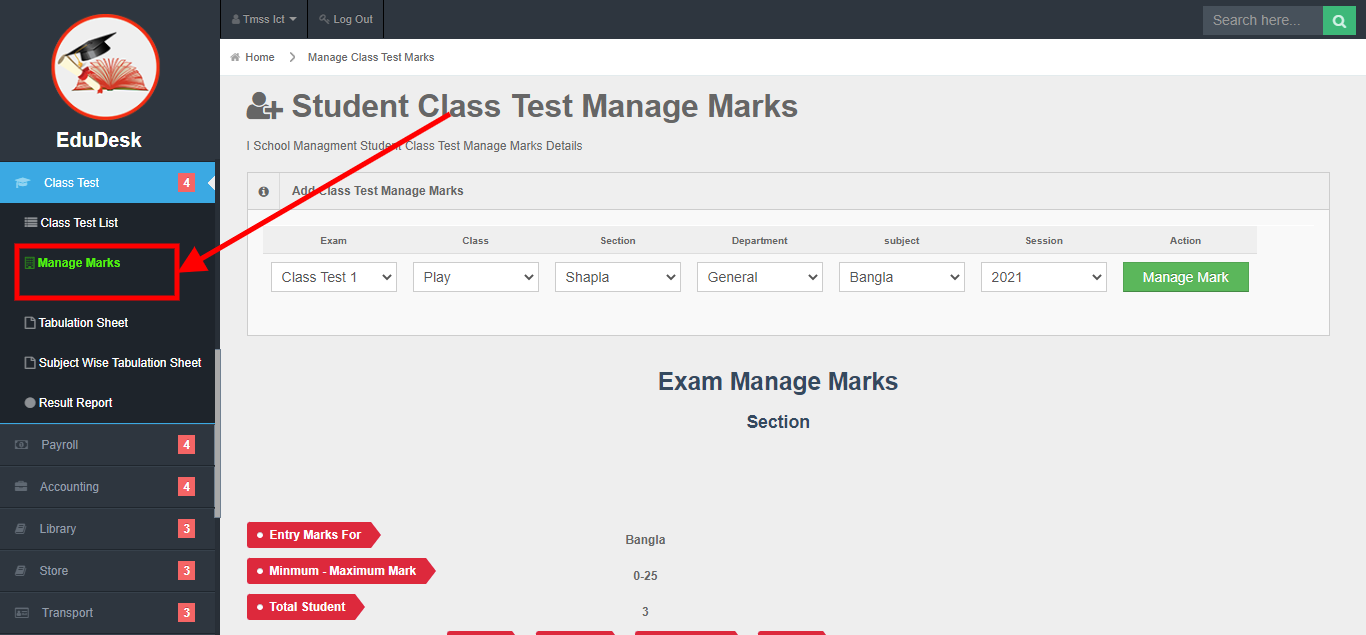 Tmss Ict
Log Out
Search here...
EduDesk
Home
Manage Class Test Marks
Student Class Test Manage Marks
I School Managment Student Class Test Manage Marks Details
Class Test 4
Class Test List
Manage Marks
Tabulation Sheet
Subject Wise Tabulation Sheet
Result Report
Payroll 4
Accounting 4
Library 3
Store 3
Transport 3
Add Class Test Manage Marks
Exam Class Section Department subject Session Action
Class Test 1 Play Shapla General Bangla 2021 Manage Mark
Exam Manage Marks
Section
Entry Marks For Bangla
Minmum - Maximum Mark 0-25
Total Student 3